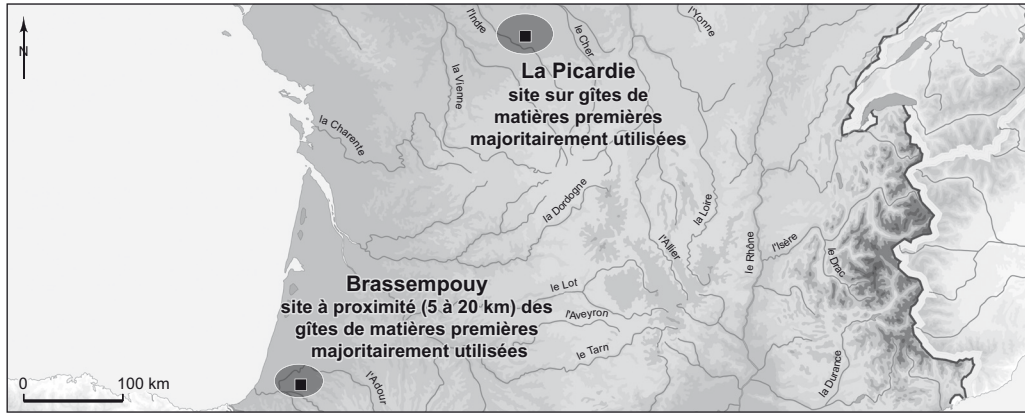 N
l'Indre
le Cher
l'Yonne
la Vienne
La Picardie
site sur gîtes de
matières premières
majoritairement utilisées
la Charente
la Dordogne
la Loire
l'Allier
le Rhône
l'Isère
le Drac
Brassempouy
site à proximité (5 à 20 km) des
gîtes de matières premières
majoritairement utilisées
le Lot
l'Aveyron
le Tarn
la Durance
l'Adour
0 100 km